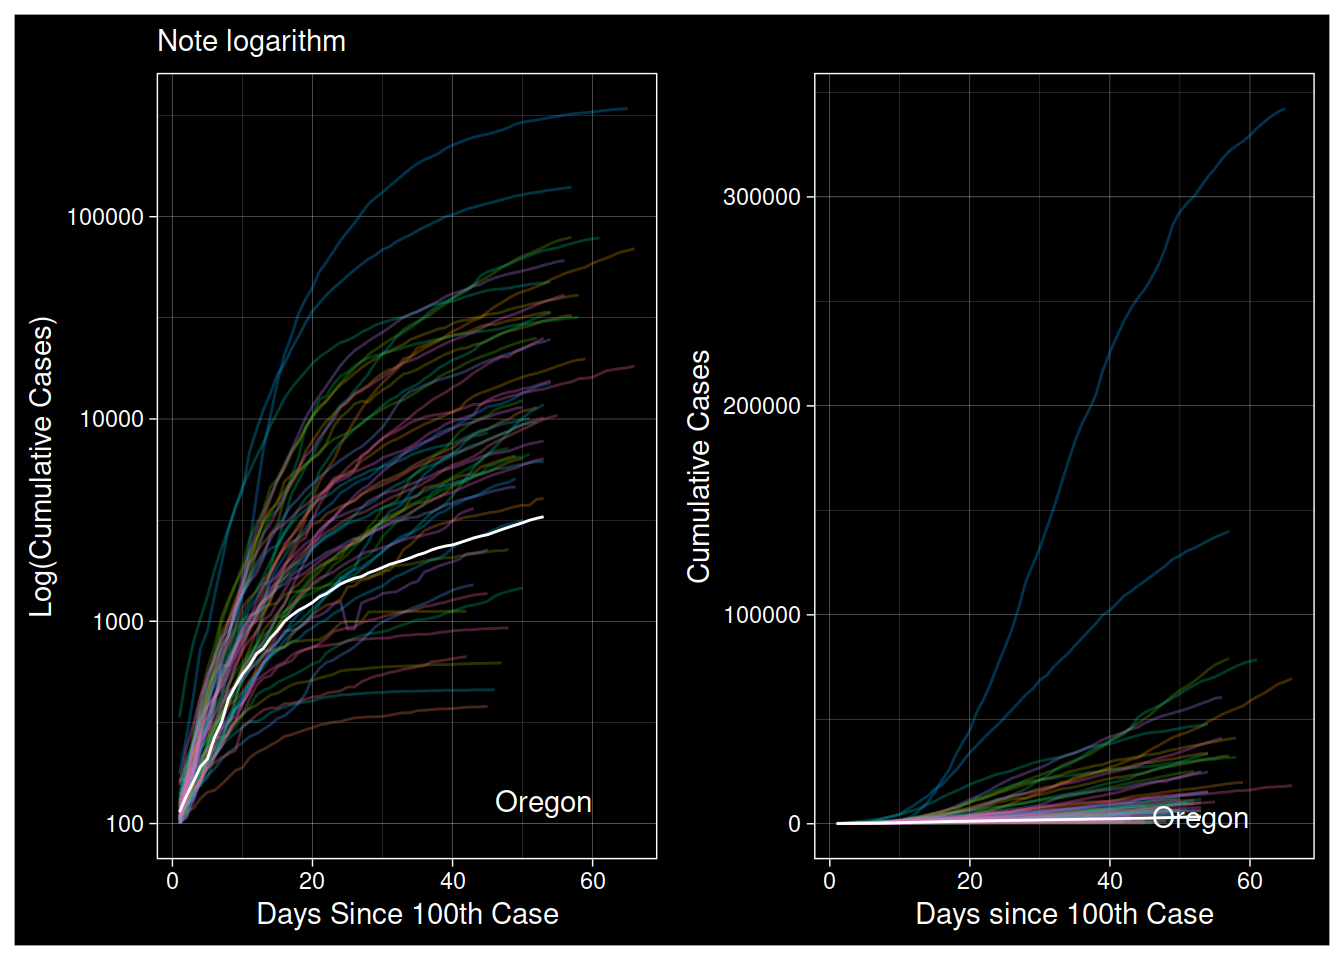 Note logarithm
Log(Cumulative Cases)
100000
10000
1000
100
0 20 40 60
Days Since 100th Case
Oregon
Cumulative Cases
300000
200000
100000
0
0 20 40 60
Days since 100th Case
Oregon